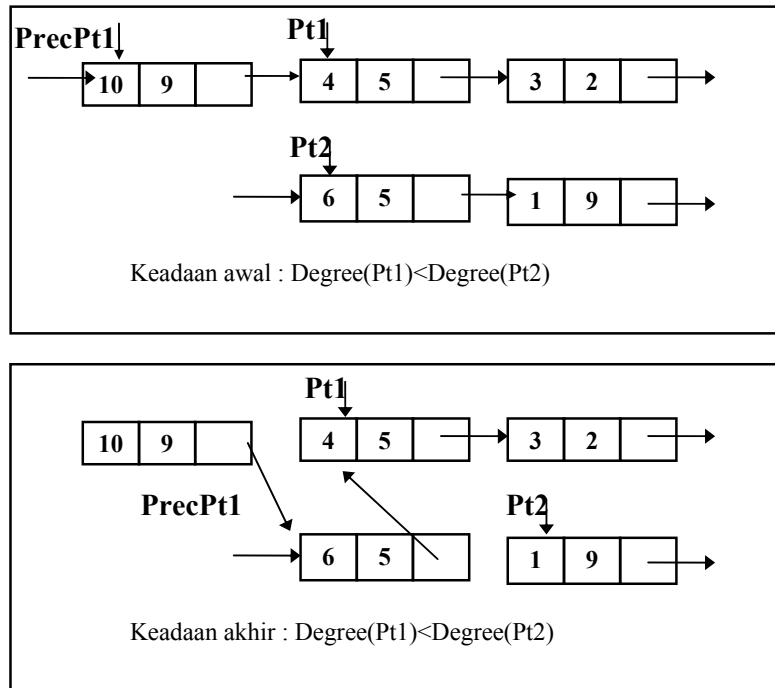 PrecPt1 Pt1
10 9 4 5 3 2
Pt2
6 5 1 9
Keadaan awal : Degree(Pt1)<Degree(Pt2)
Pt1
10 9 4 5 3 2
PrecPt1 Pt2
6 5 1 9
Keadaan akhir : Degree(Pt1)<Degree(Pt2)